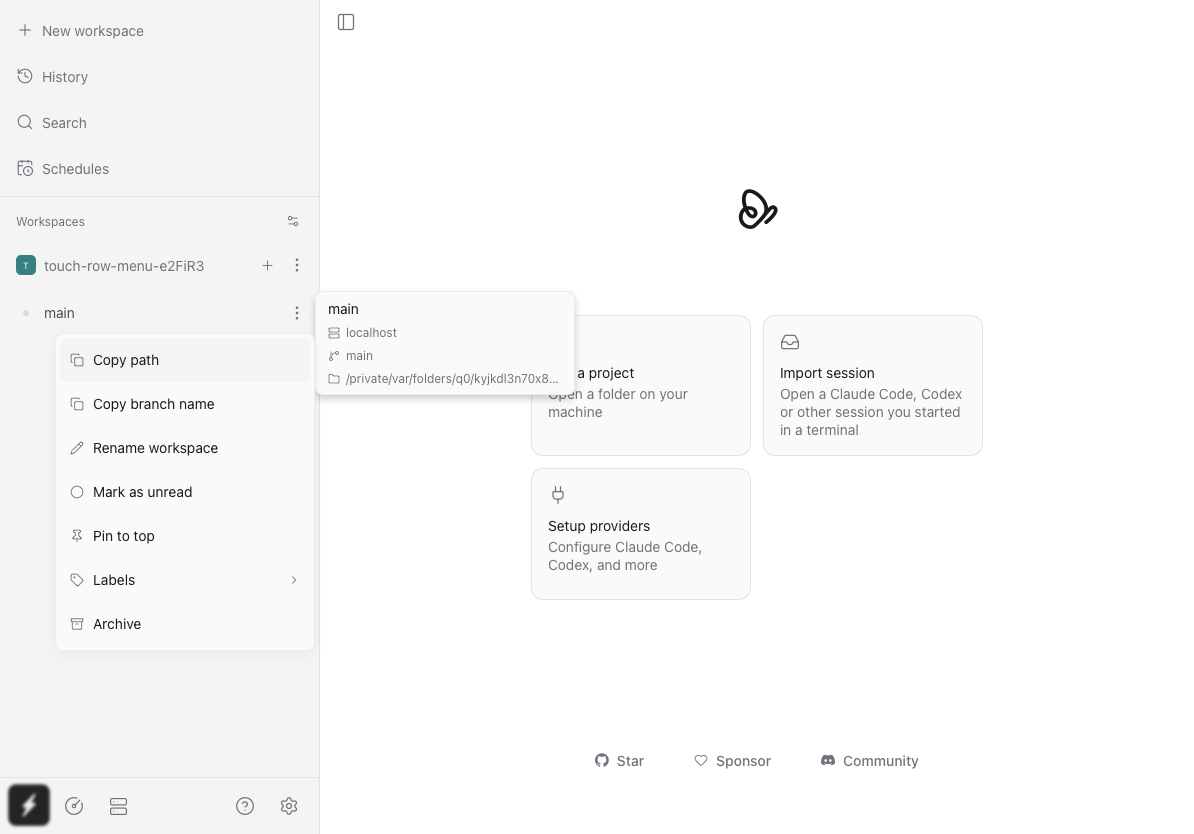 New workspace
History
Search
Schedules
Workspaces
T touch-row-menu-e2FiR3
main
Copy path
Copy branch name
Rename workspace
Mark as unread
Pin to top
Labels
Archive
main
localhost
main
/private/var/folders/q0/kyjkdl3n70x8...
a project
Open a folder on your
machine
Import session
Open a Claude Code, Codex
or other session you started
in a terminal
Setup providers
Configure Claude Code,
Codex, and more
Star
Sponsor
Community